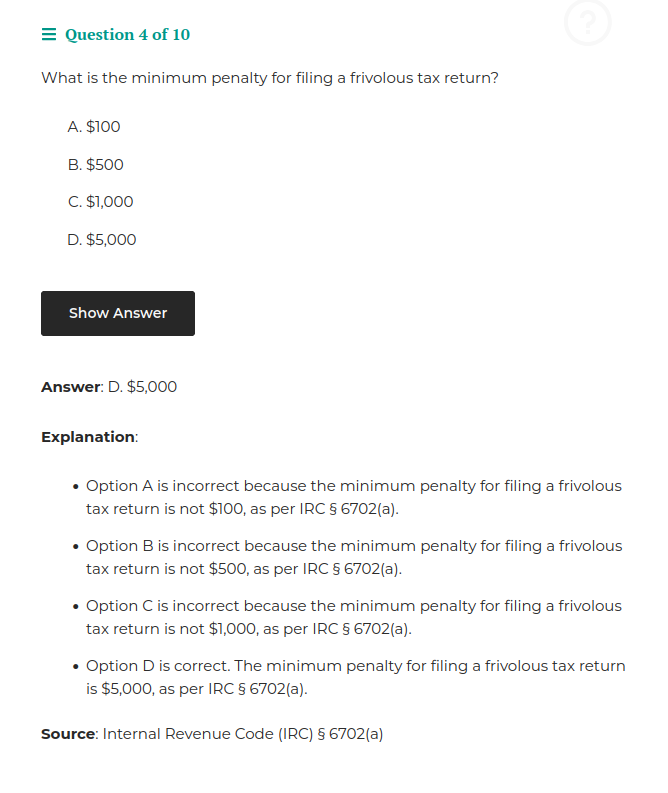 ?
☰ Question 4 of 10
What is the minimum penalty for filing a frivolous tax return?
A. $100
B. $500
C. $1,000
D. $5,000
Show Answer
Answer: D. $5,000
Explanation:
• Option A is incorrect because the minimum penalty for filing a frivolous
tax return is not $100, as per IRC § 6702(a).
• Option B is incorrect because the minimum penalty for filing a frivolous
tax return is not $500, as per IRC § 6702(a).
• Option C is incorrect because the minimum penalty for filing a frivolous
tax return is not $1,000, as per IRC § 6702(a).
• Option D is correct. The minimum penalty for filing a frivolous tax return
is $5,000, as per IRC § 6702(a).
Source: Internal Revenue Code (IRC) § 6702(a)